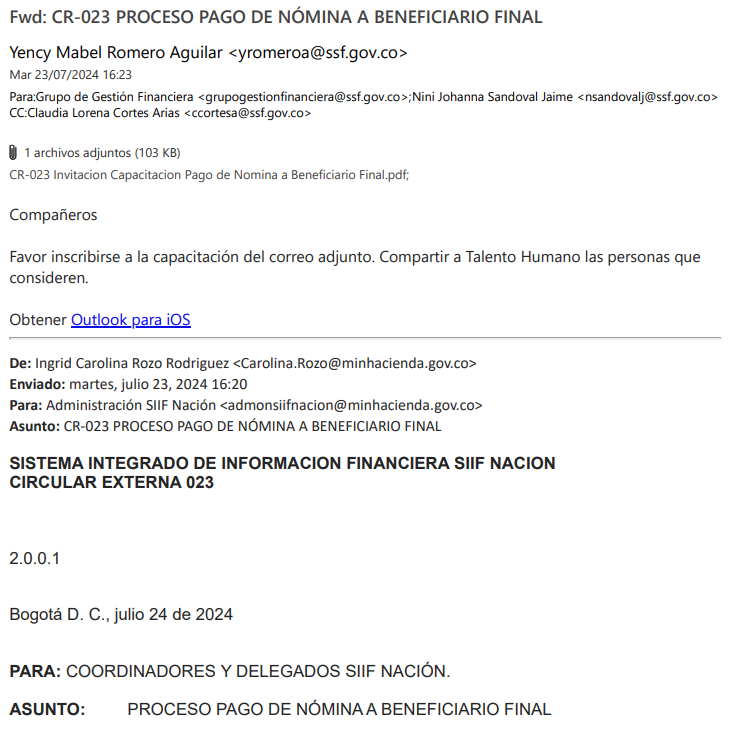 Fwd: CR-023 PROCESO PAGO DE NÓMINA A BENEFICIARIO FINAL
Yency Mabel Romero Aguilar <yromeroa@ssf.gov.co>
Mar 23/07/2024 16:23
Para:Grupo de Gestión Financiera <grupogestionfinanciera@ssf.gov.co>;Nini Johanna Sandoval Jaime <nsandovalj@ssf.gov.co>
CC:Claudia Lorena Cortes Arias <ccortesa@ssf.gov.co>
1 archivos adjuntos (103 KB)
CR-023 Invitacion Capacitacion Pago de Nomina a Beneficiario Final.pdf;
Compañeros
Favor inscribirse a la capacitación del correo adjunto. Compartir a Talento Humano las personas que
consideren.
Obtener Outlook para iOS
De: Ingrid Carolina Rozo Rodriguez <Carolina.Rozo@minhacienda.gov.co>
Enviado: martes, julio 23, 2024 16:20
Para: Administración SIIF Nación <admonsiifnacion@minhacienda.gov.co>
Asunto: CR-023 PROCESO PAGO DE NÓMINA A BENEFICIARIO FINAL
SISTEMA INTEGRADO DE INFORMACION FINANCIERA SIIF NACION
CIRCULAR EXTERNA 023
2.0.0.1
Bogotá D. C., julio 24 de 2024
PARA: COORDINADORES Y DELEGADOS SIIF NACIÓN.
ASUNTO: PROCESO PAGO DE NÓMINA A BENEFICIARIO FINAL